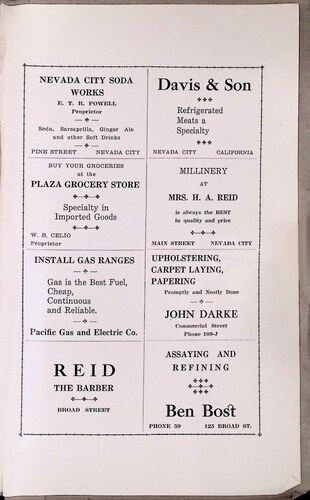 NEVADA CITY SODA
WORKS
E. T. R. POWELL
Proprietor
Soda, Sarsaprilla, Ginger Ale
and other Soft Drinks
PINE STREET NEVADA CITY
Davis & Son
Refrigerated
Meats a
Specialty
NEVADA CITY CALIFORNIA
BUY YOUR GROCERIES
at the
PLAZA GROCERY STORE
Specialty in
Imported Goods
W. B. CELIO
Proprietor
MILLINERY
AT
MRS. H. A. REID
is always the BEST
in quality and price
MAIN STREET NEVADA CITY
INSTALL GAS RANGES
Gas is the Best Fuel,
Cheap,
Continuous
and Reliable.
Pacific Gas and Electric Co.
UPHOLSTERING,
CARPET LAYING,
PAPERING
Promptly and Neatly Done
JOHN DARKE
Commercial Street
Phone 109-J
REID
THE BARBER
BROAD STREET
ASSAYING AND
REFINING
Ben Bost
PHONE 50 125 BROAD ST.